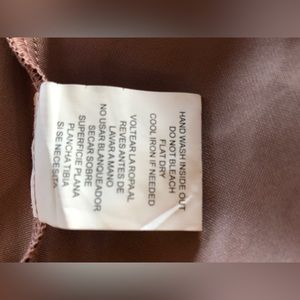 HAND WASH INSIDE OUT
DO NOT BLEACH
FLAT DRY
COOL IRON IF NEEDED
VOLTEAR LA ROPA AL
REVES ANTES DE
LAVAR A MANO
NO USAR BLANQUEADOR
SECAR SOBRE
SUPERFICIE PLANA
PLANCHA TIBIA
SI SE NECESITA